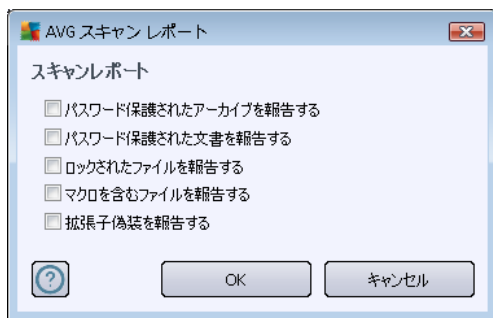 AVG スキャン レポート
スキャンレポート
パスワード保護されたアーカイブを報告する
パスワード保護された文書を報告する
ロックされたファイルを報告する
マクロを含むファイルを報告する
拡張子偽装を報告する
?
OK
キャンセル